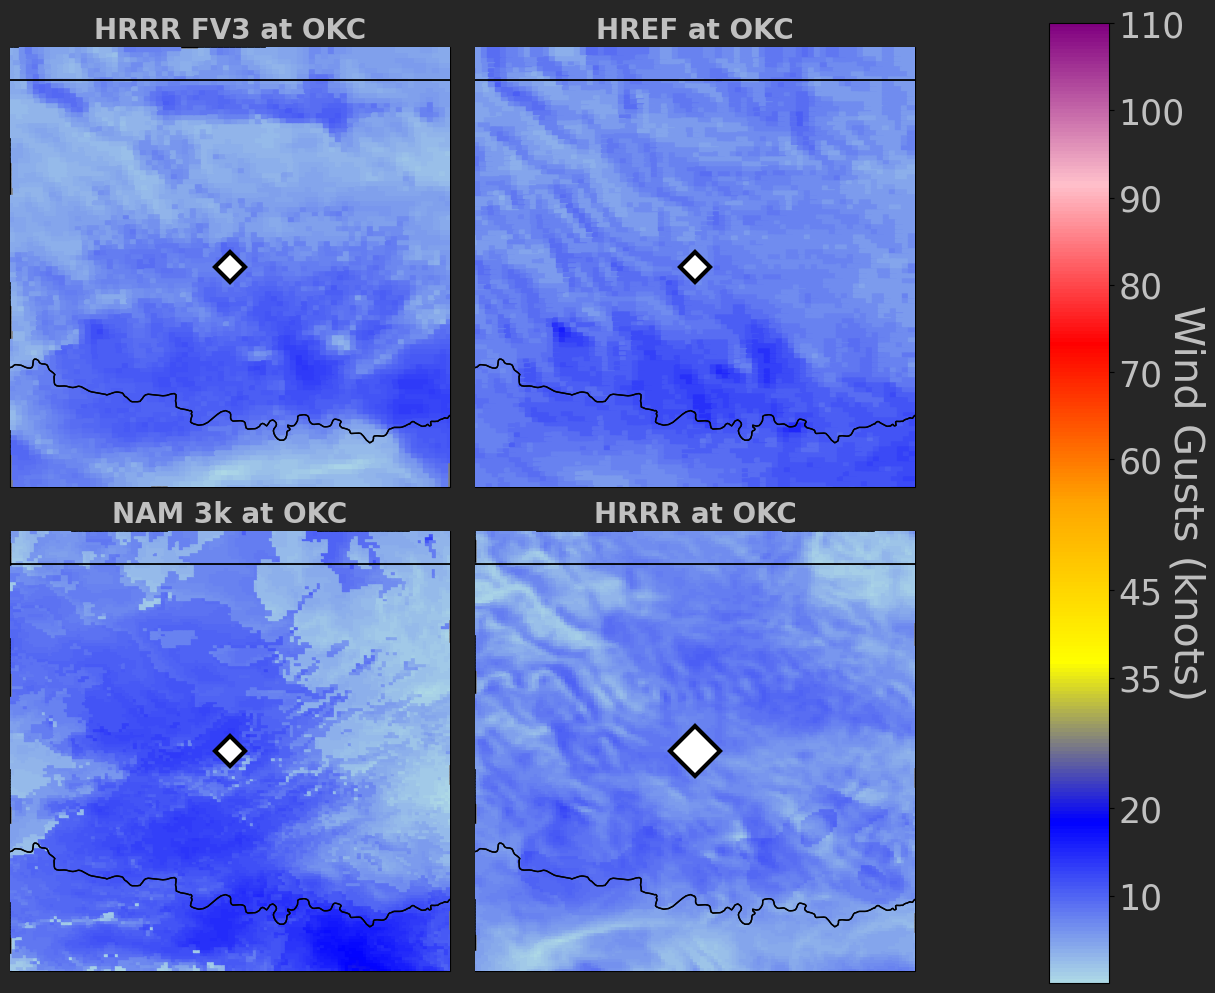 HRRR FV3 at OKC
HREF at OKC
NAM 3k at OKC
HRRR at OKC
110
100
90
80
70
60
45
35
20
10
Wind Gusts (knots)